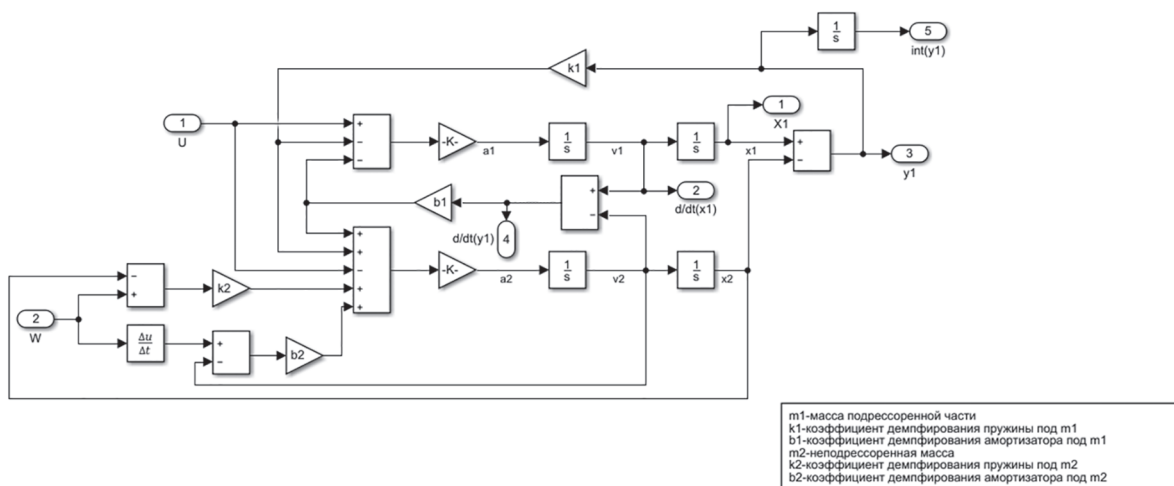 1
s
5
int(y1)
k1
1
U
+
−
−
-K-
a1
1
s
v1
1
s
x1
1
X1
+
−
3
y1
b1
+
−
2
d/dt(x1)
d/dt(y1)
4
+
+
−
+
+
-K-
a2
1
s
v2
1
s
x2
−
+
k2
2
W
Δu
Δt
+
−
b2
m1-масса подрессоренной части
k1-коэффициент демпфирования пружины под m1
b1-коэффициент демпфирования амортизатора под m1
m2-неподрессоренная масса
k2-коэффициент демпфирования пружины под m2
b2-коэффициент демпфирования амортизатора под m2